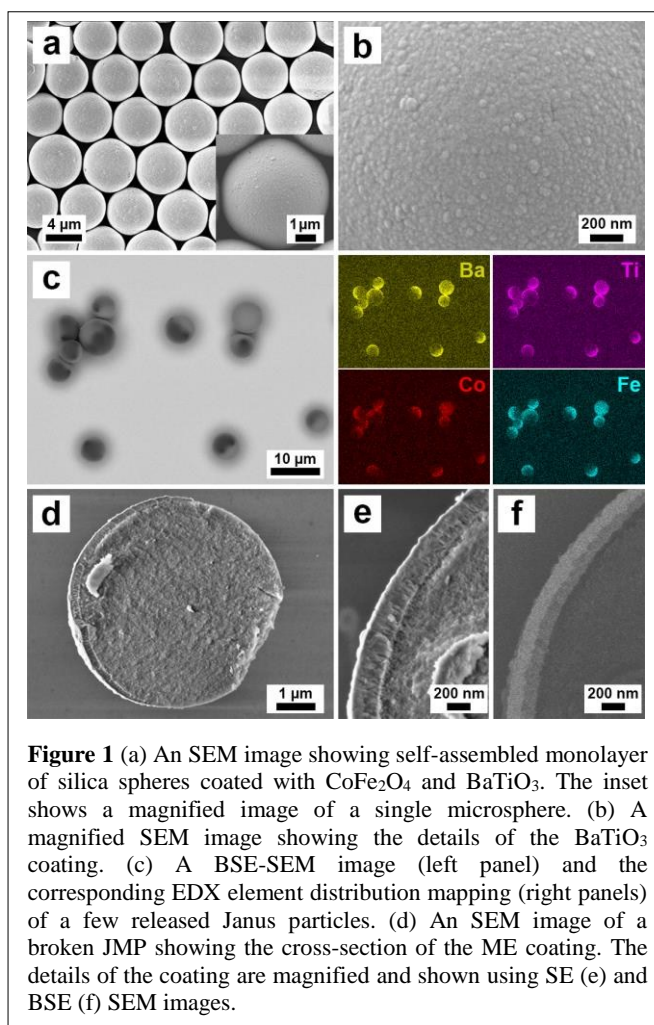 a
4 µm
1µm
b
200 nm
c
10 µm
Ba
Ti
Co
Fe
d
1 µm
e
200 nm
f
200 nm
Figure 1 (a) An SEM image showing self-assembled monolayer
of silica spheres coated with CoFe₂O₄ and BaTiO₃. The inset
shows a magnified image of a single microsphere. (b) A
magnified SEM image showing the details of the BaTiO₃
coating. (c) A BSE-SEM image (left panel) and the
corresponding EDX element distribution mapping (right panels)
of a few released Janus particles. (d) An SEM image of a
broken JMP showing the cross-section of the ME coating. The
details of the coating are magnified and shown using SE (e) and
BSE (f) SEM images.